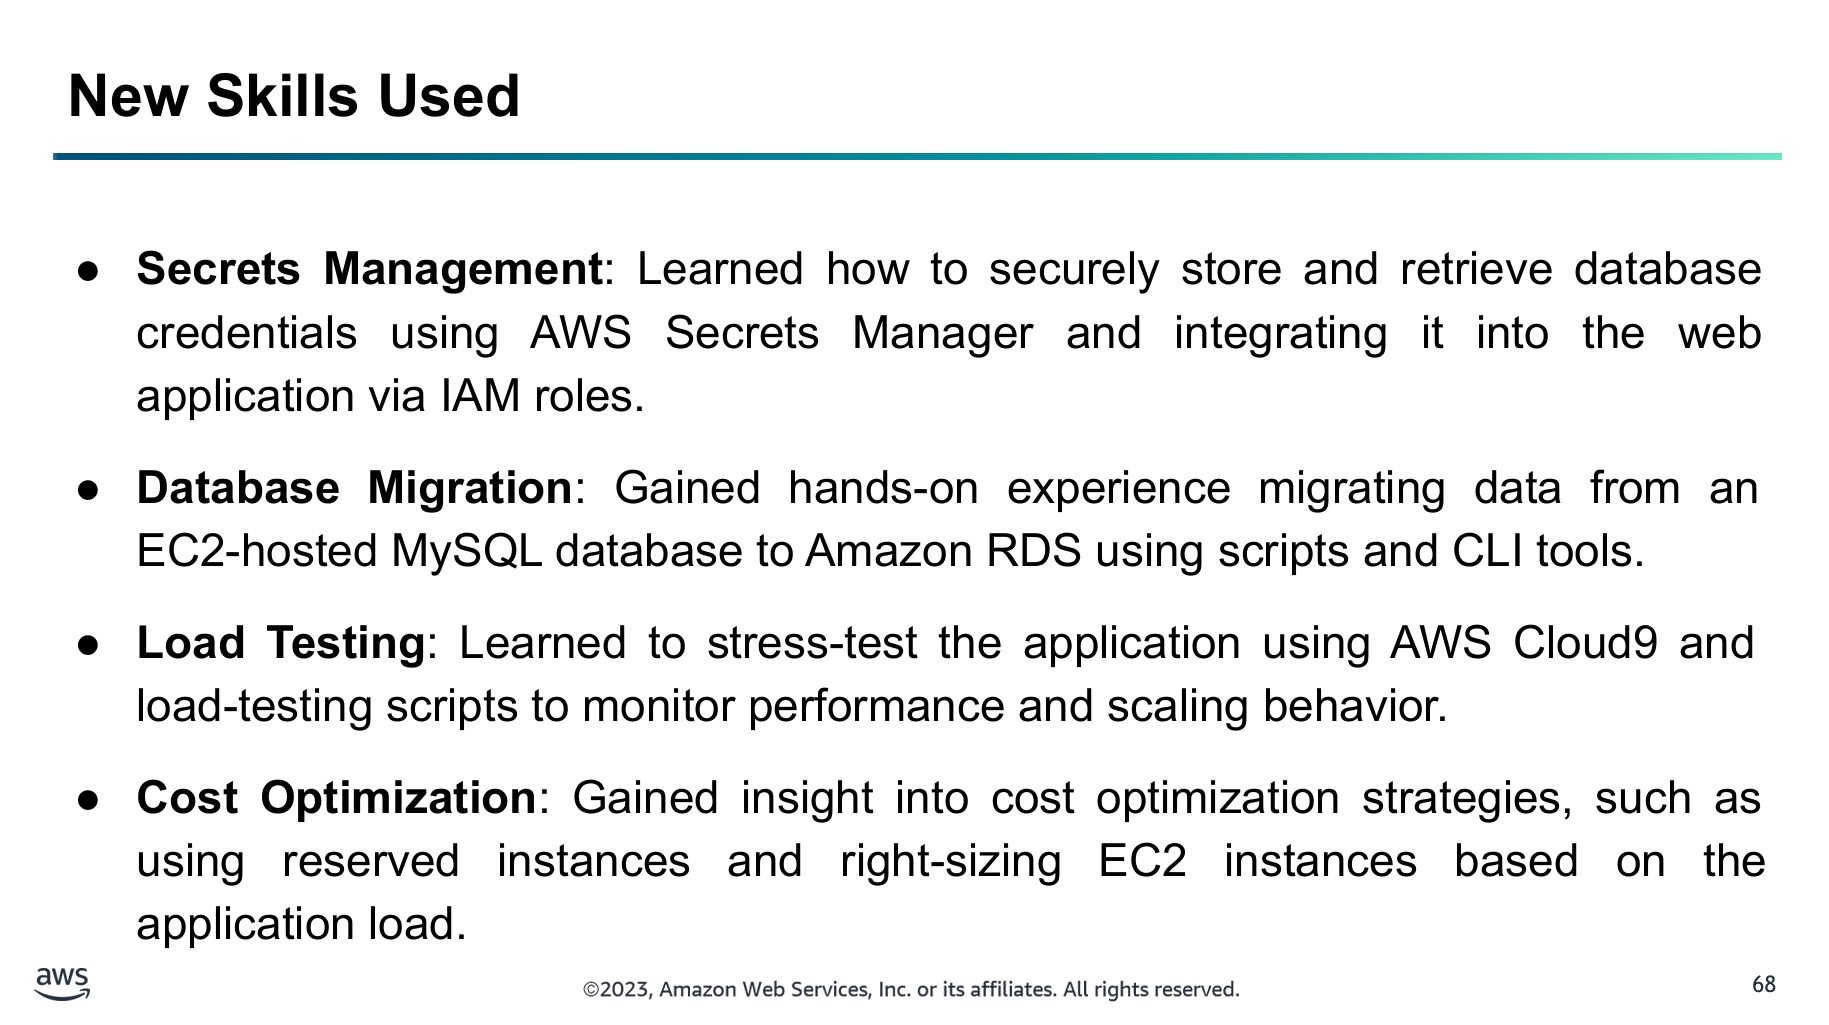 New Skills Used
● Secrets Management: Learned how to securely store and retrieve database
credentials using AWS Secrets Manager and integrating it into the web
application via IAM roles.
● Database Migration: Gained hands-on experience migrating data from an
EC2-hosted MySQL database to Amazon RDS using scripts and CLI tools.
● Load Testing: Learned to stress-test the application using AWS Cloud9 and
load-testing scripts to monitor performance and scaling behavior.
● Cost Optimization: Gained insight into cost optimization strategies, such as
using reserved instances and right-sizing EC2 instances based on the
application load.
aws
©2023, Amazon Web Services, Inc. or its affiliates. All rights reserved.
68